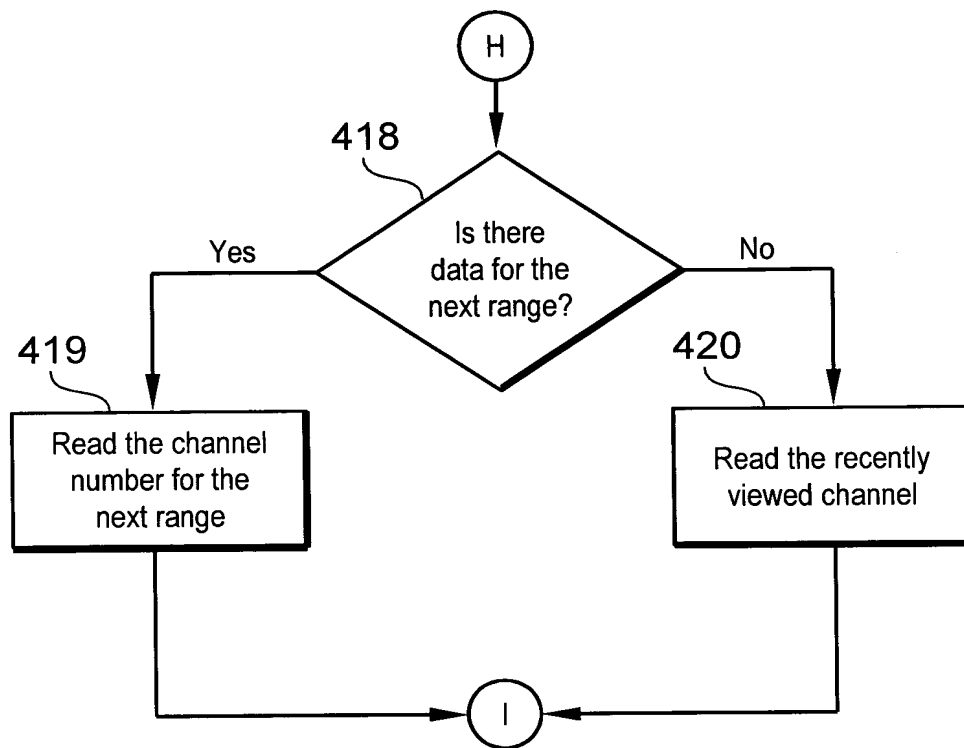 H
418
Is there
data for the
next range?
Yes
No
419
Read the channel
number for the
next range
420
Read the recently
viewed channel
I